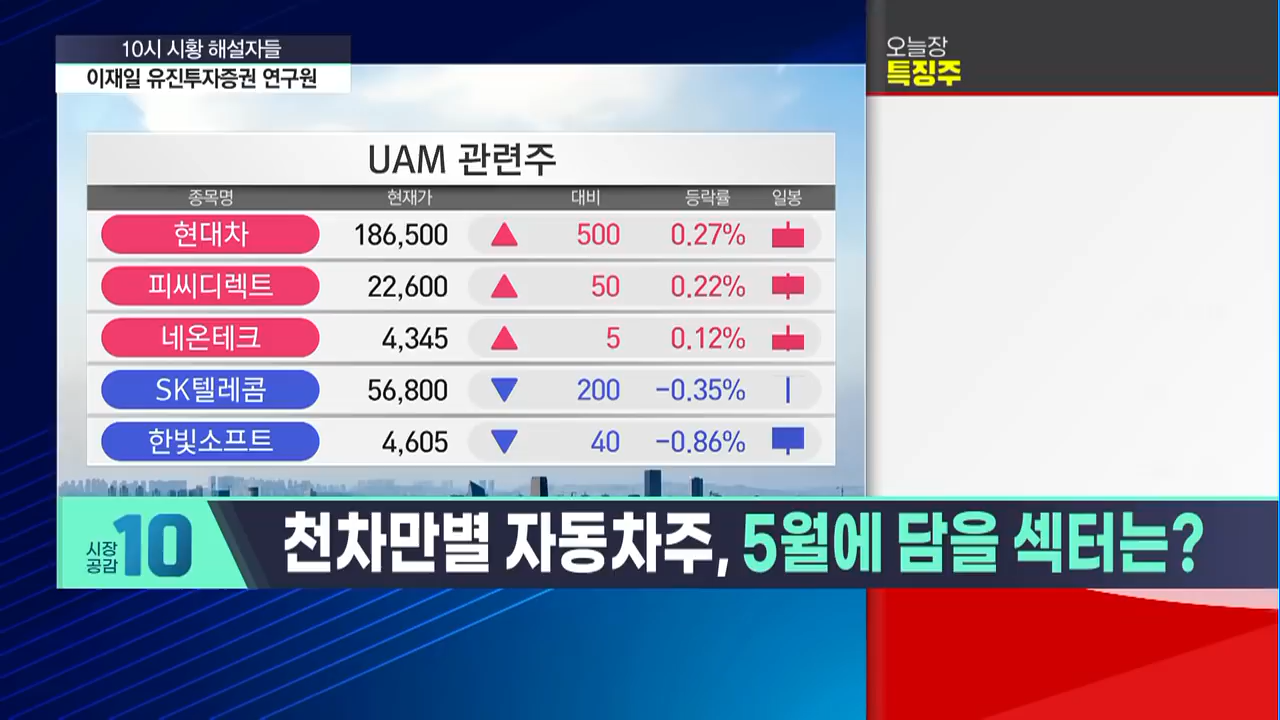 10시 시황 해설자들
이재일 유진투자증권 연구원
오늘장
특징주
UAM 관련주
종목명 현재가 대비 등락률 일봉
현대차 186,500 ▲ 500 0.27%
피씨디렉트 22,600 ▲ 50 0.22%
네온테크 4,345 ▲ 5 0.12%
SK텔레콤 56,800 ▼ 200 -0.35%
한빛소프트 4,605 ▼ 40 -0.86%
시장공감 10
천차만별 자동차주, 5월에 담을 섹터는?